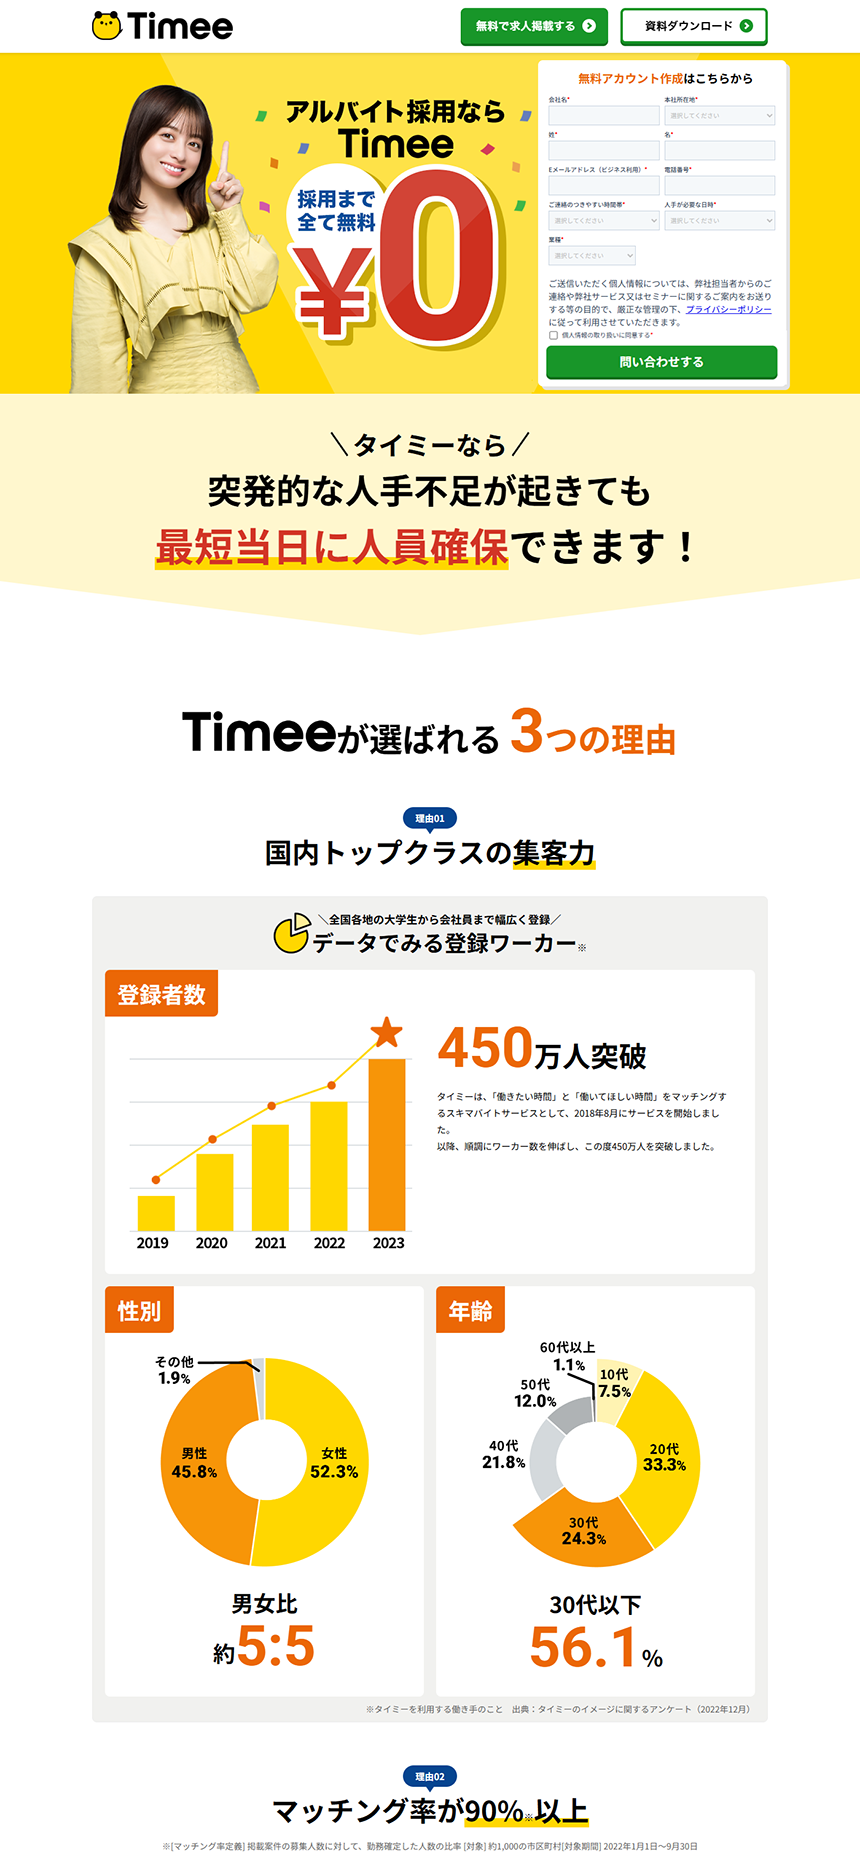 Timee
無料で求人掲載する
資料ダウンロード
アルバイト採用なら
Timee
採用まで
全て無料
¥0
無料アカウント作成はこちらから
会社名*
本社所在地*
選択してください
姓*
名*
Eメールアドレス（ビジネス利用）*
電話番号*
ご連絡のつきやすい時間帯*
人手が必要な日時*
選択してください
選択してください
業種*
選択してください
ご送信いただく個人情報については、弊社担当者からのご
連絡や弊社サービス又はセミナーに関するご案内をお送り
する等の目的で、厳正な管理の下、プライバシーポリシー
に従って利用させていただきます。
個人情報の取り扱いに同意する*
問い合わせする
＼タイミーなら／
突発的な人手不足が起きても
最短当日に人員確保できます！
Timeeが選ばれる 3つの理由
理由01
国内トップクラスの集客力
＼全国各地の大学生から会社員まで幅広く登録／
データでみる登録ワーカー※
登録者数
450万人突破
タイミーは、「働きたい時間」と「働いてほしい時間」をマッチングす
るスキマバイトサービスとして、2018年8月にサービスを開始しまし
た。
以降、順調にワーカー数を伸ばし、この度450万人を突破しました。
2019 2020 2021 2022 2023
性別
その他
1.9%
男性
45.8%
女性
52.3%
男女比
約5:5
年齢
60代以上
1.1%
10代
7.5%
50代
12.0%
40代
21.8%
20代
33.3%
30代
24.3%
30代以下
56.1%
※タイミーを利用する働き手のこと　出典：タイミーのイメージに関するアンケート（2022年12月）
理由02
マッチング率が90%※以上
※[マッチング率定義] 掲載案件の募集人数に対して、勤務確定した人数の比率 [対象] 約1,000の市区町村[対象期間] 2022年1月1日〜9月30日